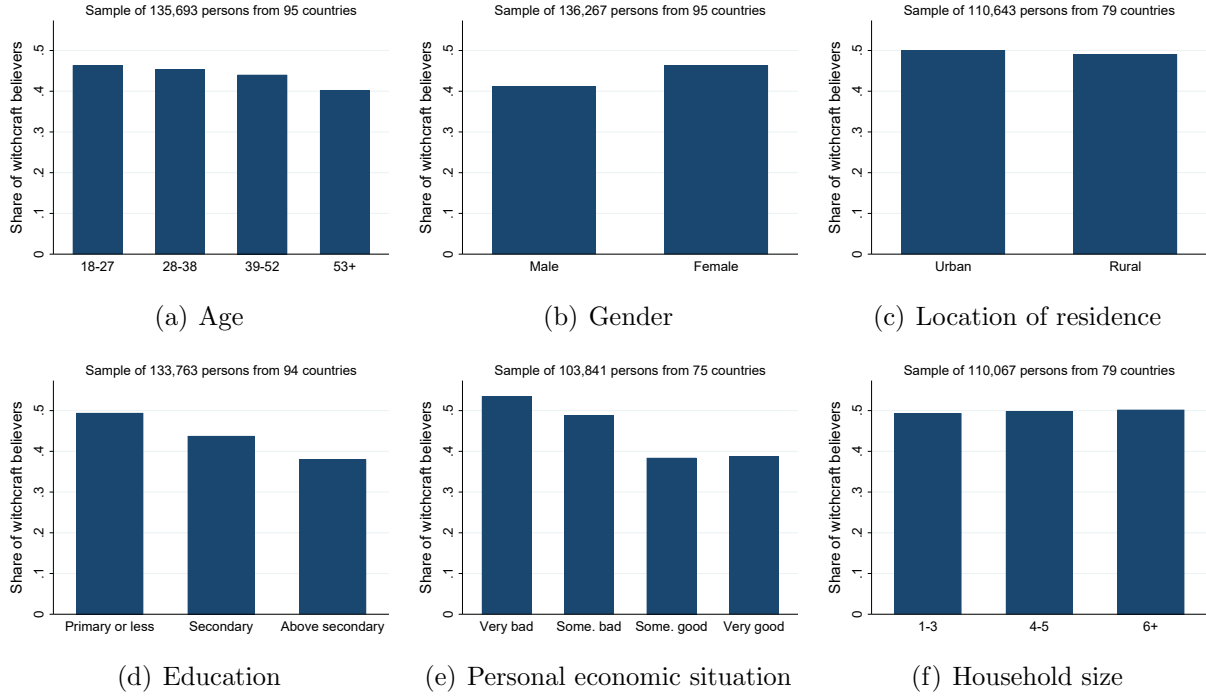 Sample of 135,693 persons from 95 countries
Share of witchcraft believers
0 .1 .2 .3 .4 .5
18-27 28-38 39-52 53+
(a) Age
Sample of 136,267 persons from 95 countries
Share of witchcraft believers
0 .1 .2 .3 .4 .5
Male Female
(b) Gender
Sample of 110,643 persons from 79 countries
Share of witchcraft believers
0 .1 .2 .3 .4 .5
Urban Rural
(c) Location of residence
Sample of 133,763 persons from 94 countries
Share of witchcraft believers
0 .1 .2 .3 .4 .5
Primary or less Secondary Above secondary
(d) Education
Sample of 103,841 persons from 75 countries
Share of witchcraft believers
0 .1 .2 .3 .4 .5
Very bad Some. bad Some. good Very good
(e) Personal economic situation
Sample of 110,067 persons from 79 countries
Share of witchcraft believers
0 .1 .2 .3 .4 .5
1-3 4-5 6+
(f) Household size